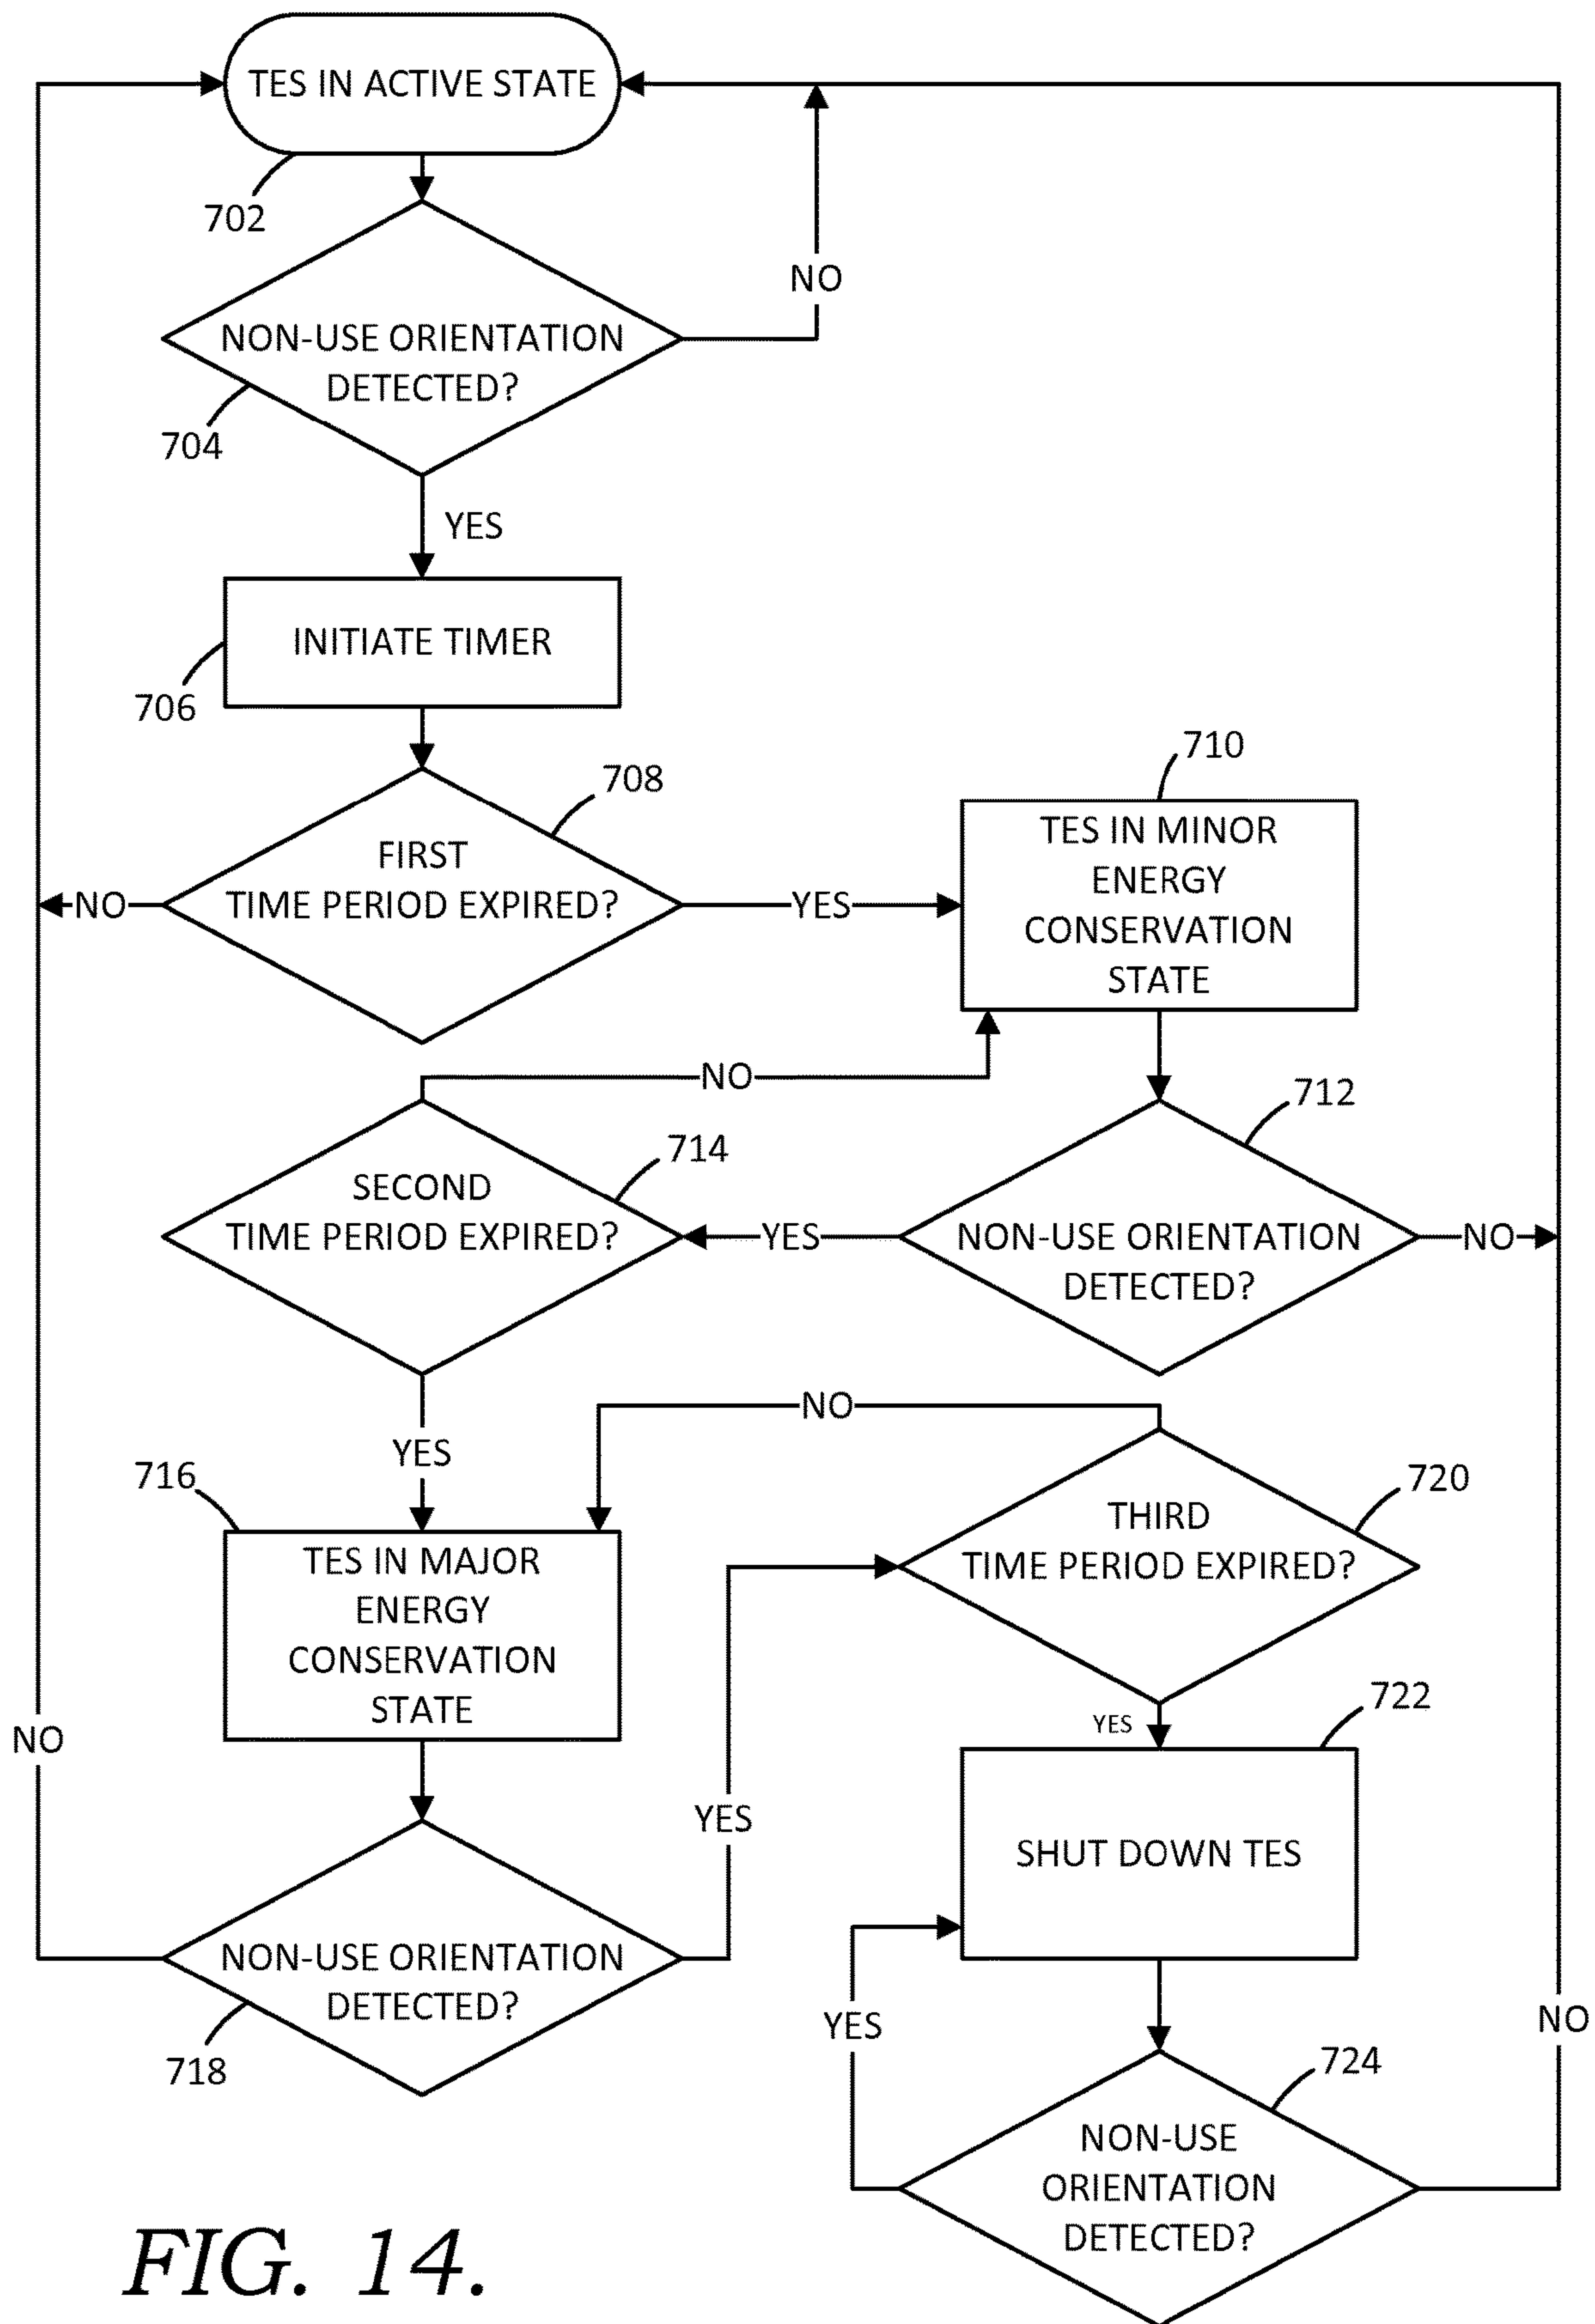 TES IN ACTIVE STATE
702
NO
NON-USE ORIENTATION
DETECTED?
704
YES
INITIATE TIMER
706
708
FIRST
TIME PERIOD EXPIRED?
NO
YES
710
TES IN MINOR
ENERGY
CONSERVATION
STATE
NO
712
714
SECOND
TIME PERIOD EXPIRED?
YES
NON-USE ORIENTATION
DETECTED?
NO
NO
YES
716
720
THIRD
TIME PERIOD EXPIRED?
TES IN MAJOR
ENERGY
CONSERVATION
STATE
722
YES
NO
YES
SHUT DOWN TES
NON-USE ORIENTATION
DETECTED?
718
YES
NO
724
NON-USE
ORIENTATION
DETECTED?
FIG. 14.